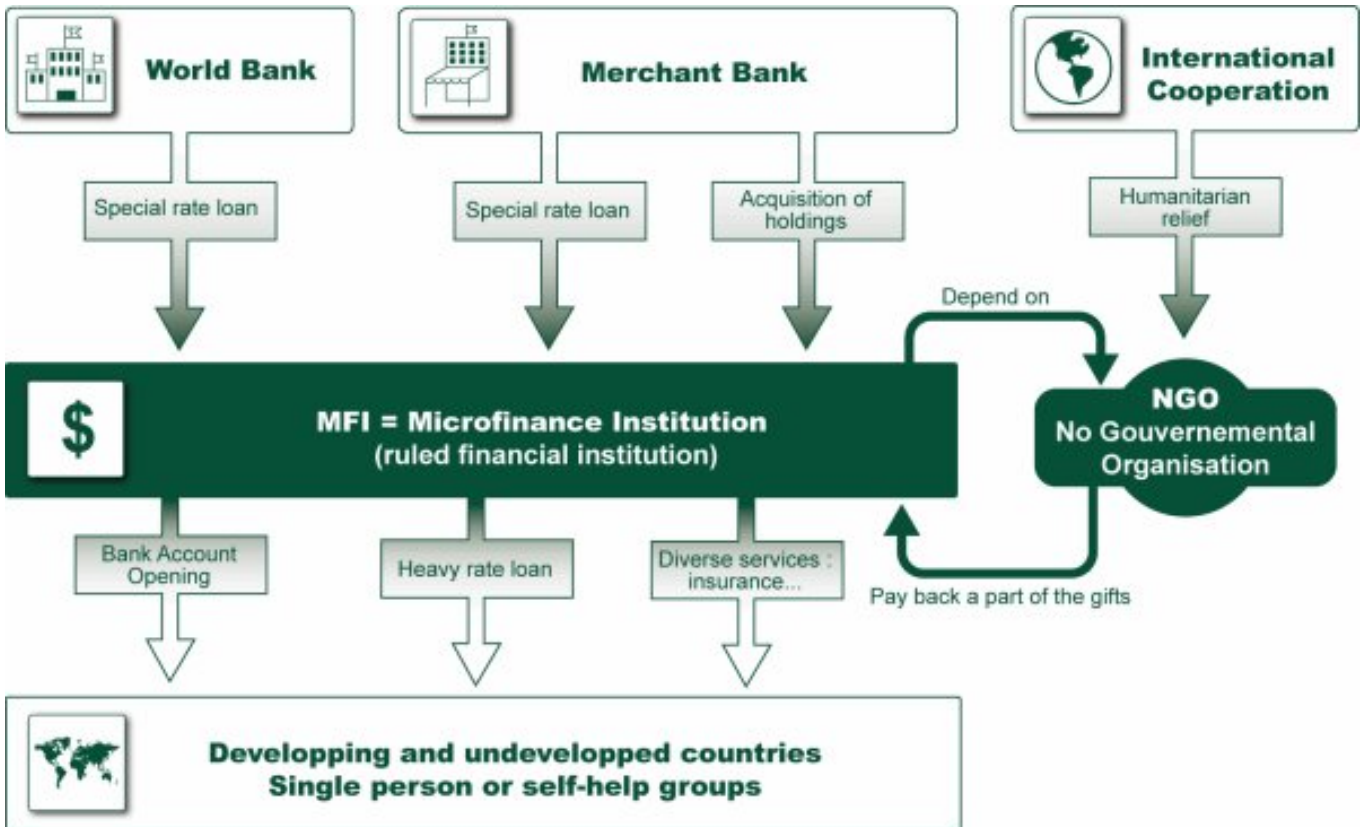 World Bank
Merchant Bank
International
Cooperation
Special rate loan
Special rate loan
Acquisition of
holdings
Humanitarian
relief
Depend on
$
MFI = Microfinance Institution
(ruled financial institution)
NGO
No Gouvernemental
Organisation
Bank Account
Opening
Heavy rate loan
Diverse services :
insurance...
Pay back a part of the gifts
Developping and undevelopped countries
Single person or self-help groups